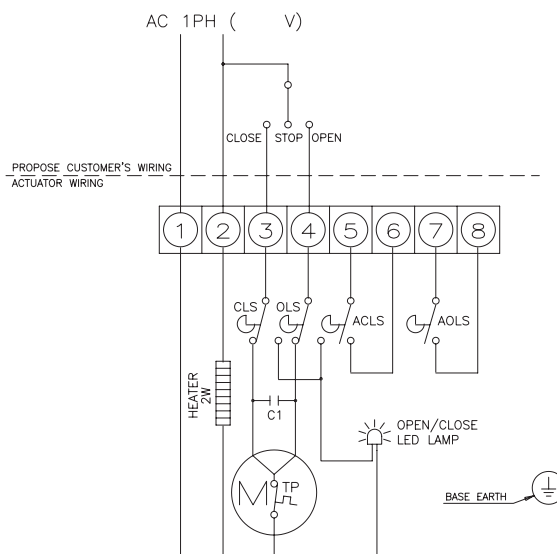 AC 1PH ( V)
CLOSE STOP OPEN
PROPOSE CUSTOMER'S WIRING
ACTUATOR WIRING
1 2 3 4 5 6 7 8
CLS OLS ACLS AOLS
HEATER
2W
C1
OPEN/CLOSE
LED LAMP
M TP
BASE EARTH